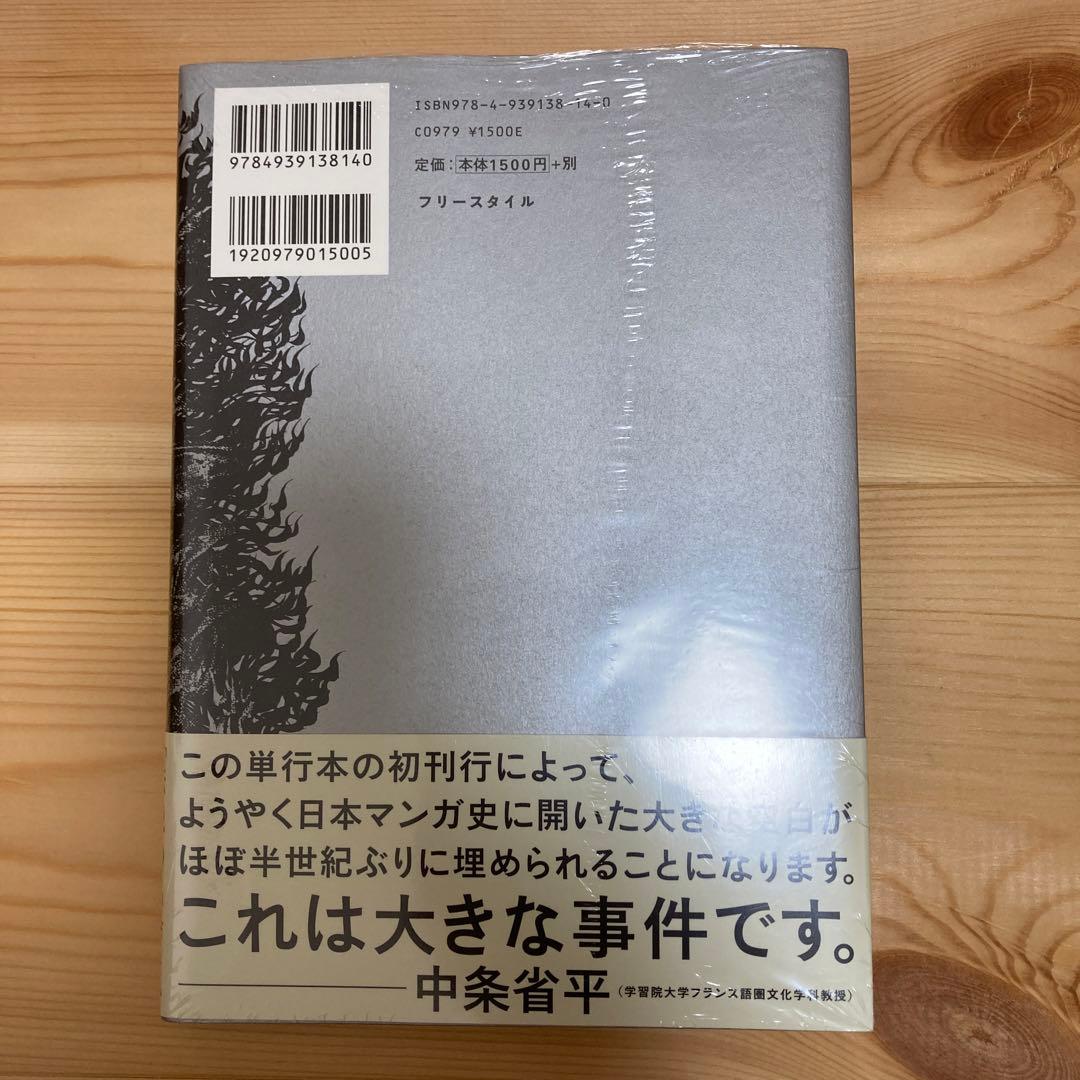 9784939138140
1920979015005
ISBN978-4-939138-14-0
C0979 ¥1500E
定価：本体1500円+別
フリースタイル
この単行本の初刊行によって、
ようやく日本マンガ史に開いた大きな空白が
ほぼ半世紀ぶりに埋められることになります。
これは大きな事件です。
中条省平（学習院大学フランス語圏文化学科教授）